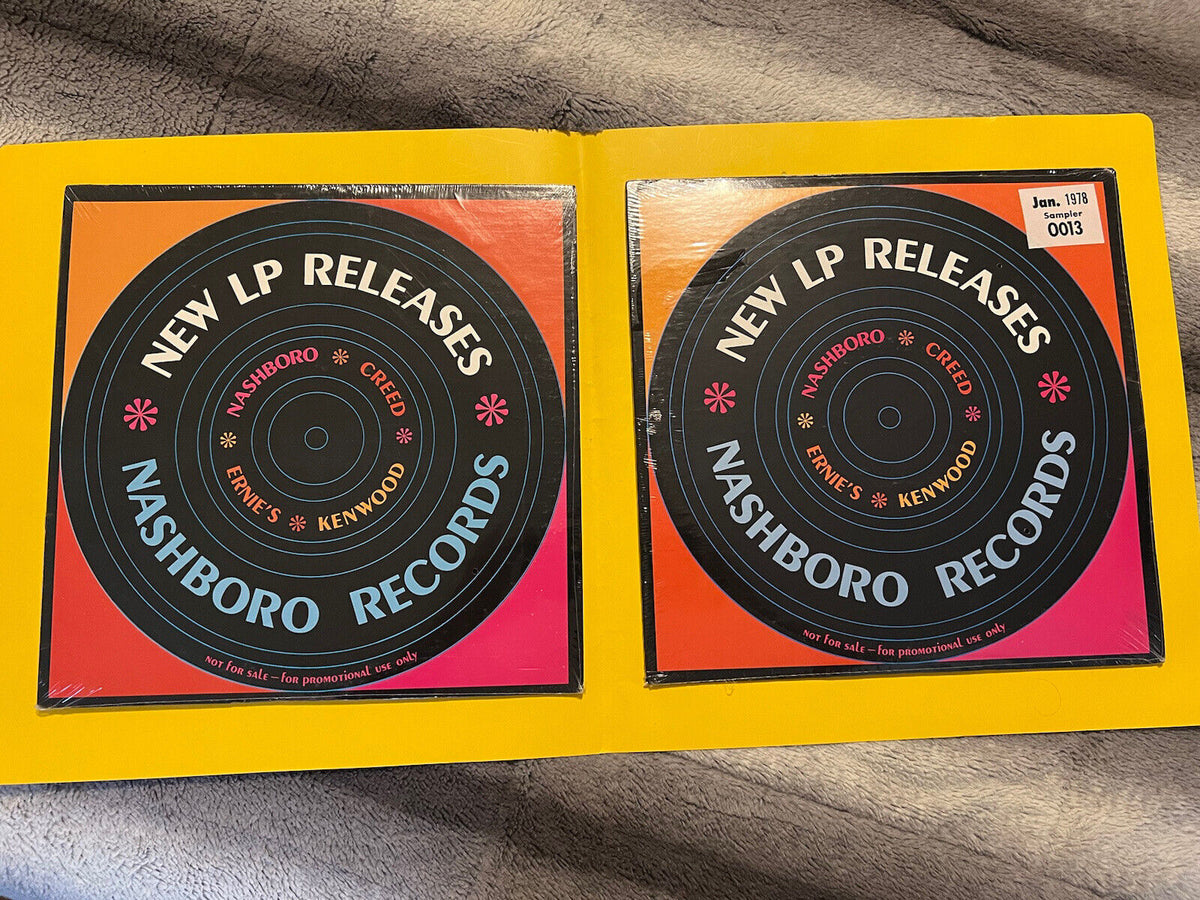 NEW LP RELEASES
NASHBORO * CREED *
ERNIE'S * KENWOOD
NASHBORO RECORDS
NOT FOR SALE – FOR PROMOTIONAL USE ONLY
Jan. 1978
Sampler
0013
NEW LP RELEASES
NASHBORO * CREED *
ERNIE'S * KENWOOD
NASHBORO RECORDS
NOT FOR SALE – FOR PROMOTIONAL USE ONLY